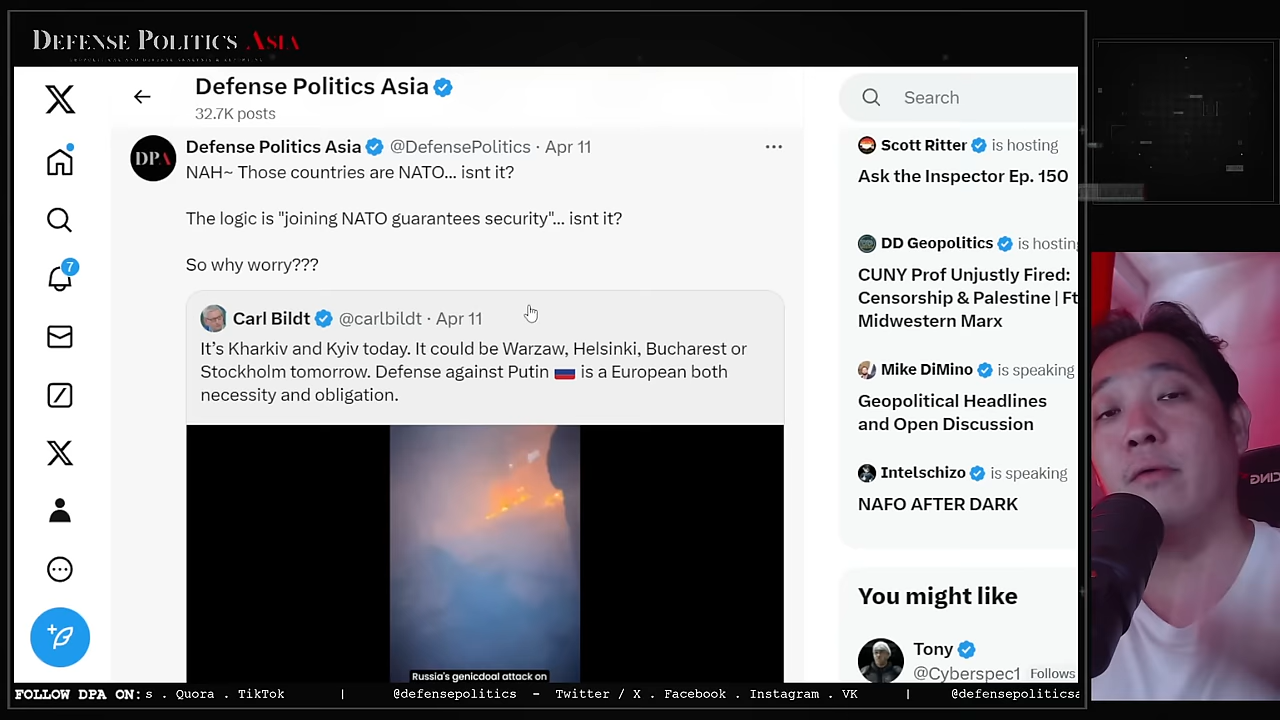 DEFENSE POLITICS ASIA
Defense Politics Asia
32.7K posts
DPA
Defense Politics Asia @DefensePolitics · Apr 11
NAH~ Those countries are NATO... isnt it?
The logic is "joining NATO guarantees security"... isnt it?
So why worry???
Carl Bildt @carlbildt · Apr 11
It's Kharkiv and Kyiv today. It could be Warzaw, Helsinki, Bucharest or
Stockholm tomorrow. Defense against Putin 🇷🇺 is a European both
necessity and obligation.
Russia's genicdoal attack on
7
Search
Scott Ritter is hosting
Ask the Inspector Ep. 150
DD Geopolitics is hosting
CUNY Prof Unjustly Fired:
Censorship & Palestine | Ft
Midwestern Marx
Mike DiMino is speaking
Geopolitical Headlines
and Open Discussion
Intelschizo is speaking
NAFO AFTER DARK
You might like
Tony
@Cyberspec1 Follows
FOLLOW DPA ON: s . Quora . TikTok | @defensepolitics - Twitter / X . Facebook . Instagram . VK | @defensepoliticsa